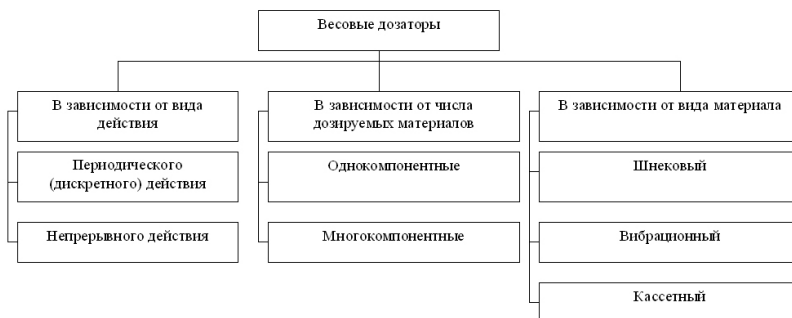 Весовые дозаторы
В зависимости от вида
действия
Периодического
(дискретного) действия
Непрерывного действия
В зависимости от числа
дозируемых материалов
Однокомпонентные
Многокомпонентные
В зависимости от вида материала
Шнековый
Вибрационный
Кассетный